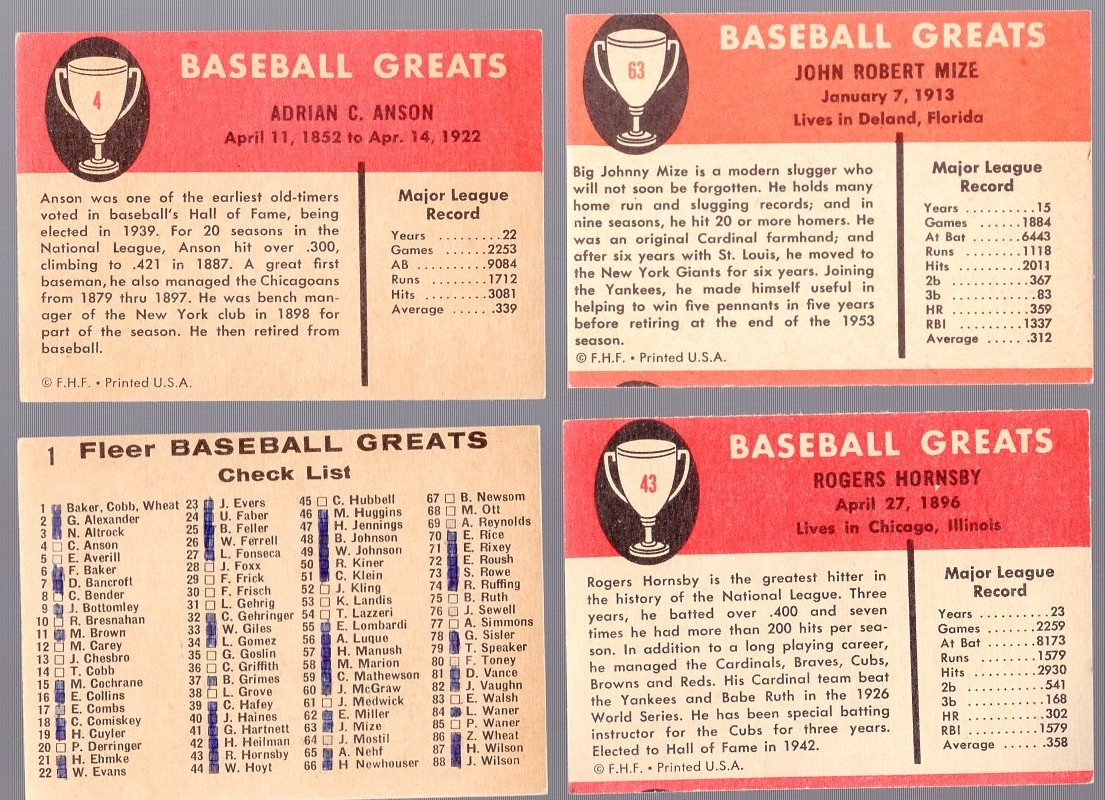 BASEBALL GREATS
4
ADRIAN C. ANSON
April 11, 1852 to Apr. 14, 1922
Anson was one of the earliest old-timers
voted in baseball's Hall of Fame, being
elected in 1939. For 20 seasons in the
National League, Anson hit over .300,
climbing to .421 in 1887. A great first
baseman, he also managed the Chicagoans
from 1879 thru 1897. He was bench man-
ager of the New York club in 1898 for
part of the season. He then retired from
baseball.
© F.H.F. • Printed U.S.A.
Major League
Record
Years .........22
Games ........2253
AB ..........9084
Runs ........1712
Hits ........3081
Average ......339
BASEBALL GREATS
63
JOHN ROBERT MIZE
January 7, 1913
Lives in Deland, Florida
Big Johnny Mize is a modern slugger who
will not soon be forgotten. He holds many
home run and slugging records; and in
nine seasons, he hit 20 or more homers. He
was an original Cardinal farmhand; and
after six years with St. Louis, he moved to
the New York Giants for six years. Joining
the Yankees, he made himself useful in
helping to win five pennants in five years
before retiring at the end of the 1953
season.
© F.H.F. • Printed U.S.A.
Major League
Record
Years .........15
Games .......1884
At Bat .......6443
Runs ........1118
Hits ........2011
2b ..........367
3b ...........83
HR ..........359
RBI .........1337
Average ..... .312
1
Fleer BASEBALL GREATS
Check List
1 Baker, Cobb, Wheat
2 G. Alexander
3 N. Altrock
4 C. Anson
5 E. Averill
6 F. Baker
7 D. Bancroft
8 C. Bender
9 J. Bottomley
10 R. Bresnahan
11 M. Brown
12 M. Carey
13 J. Chesbro
14 T. Cobb
15 M. Cochrane
16 E. Collins
17 E. Combs
18 C. Comiskey
19 H. Cuyler
20 P. Derringer
21 H. Ehmke
22 W. Evans
23 J. Evers
24 U. Faber
25 B. Feller
26 W. Ferrell
27 L. Fonseca
28 J. Foxx
29 F. Frick
30 F. Frisch
31 L. Gehrig
32 C. Gehringer
33 W. Giles
34 L. Gomez
35 G. Goslin
36 C. Griffith
37 B. Grimes
38 L. Grove
39 C. Hafey
40 J. Haines
41 G. Hartnett
42 H. Heilman
43 R. Hornsby
44 W. Hoyt
45 C. Hubbell
46 M. Huggins
47 H. Jennings
48 B. Johnson
49 W. Johnson
50 R. Kiner
51 C. Klein
52 J. Kling
53 K. Landis
54 T. Lazzeri
55 E. Lombardi
56 A. Luque
57 H. Manush
58 M. Marion
59 C. Mathewson
60 J. McGraw
61 J. Medwick
62 E. Miller
63 J. Mize
64 J. Mostil
65 A. Nehf
66 H Newhouser
67 B. Newsom
68 M. Ott
69 A. Reynolds
70 E. Rice
71 E. Rixey
72 E. Roush
73 S. Rowe
74 R. Ruffing
75 B. Ruth
76 J. Sewell
77 A. Simmons
78 G. Sisler
79 T. Speaker
80 F. Toney
81 D. Vance
82 J. Vaughn
83 E. Walsh
84 L. Waner
85 P. Waner
86 Z. Wheat
87 H. Wilson
88 J. Wilson
BASEBALL GREATS
43
ROGERS HORNSBY
April 27, 1896
Lives in Chicago, Illinois
Rogers Hornsby is the greatest hitter in
the history of the National League. Three
years, he batted over .400 and seven
times he had more than 200 hits per sea-
son. In addition to a long playing career,
he managed the Cardinals, Braves, Cubs,
Browns and Reds. His Cardinal team beat
the Yankees and Babe Ruth in the 1926
World Series. He has been special batting
instructor for the Cubs for three years.
Elected to Hall of Fame in 1942.
© F.H.F. • Printed U.S.A.
Major League
Record
Years .........23
Games .......2259
At Bat .......8173
Runs ........1579
Hits ........2930
2b ..........541
3b ..........168
HR ..........302
RBI .........1579
Average ......358